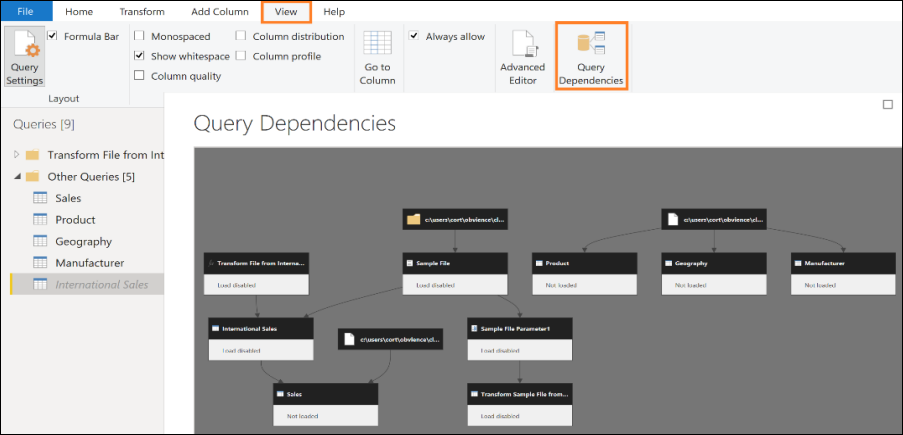 File Home Transform Add Column View Help
Formula Bar
Monospaced
Column distribution
Show whitespace
Column profile
Column quality
Always allow
Query
Settings
Go to
Column
Advanced
Editor
Query
Dependencies
Layout
Queries [9]
Transform File from Int
Other Queries [5]
Sales
Product
Geography
Manufacturer
International Sales
Query Dependencies
c:\users\cort\obvience\cl...
c:\users\cort\obvience\cl...
Transform File from Interna...
Load disabled
Sample File
Load disabled
Product
Not loaded
Geography
Not loaded
Manufacturer
Not loaded
International Sales
Load disabled
c:\users\cort\obvience\cl...
Sample File Parameter1
Load disabled
Sales
Not loaded
Transform Sample File from...
Load disabled